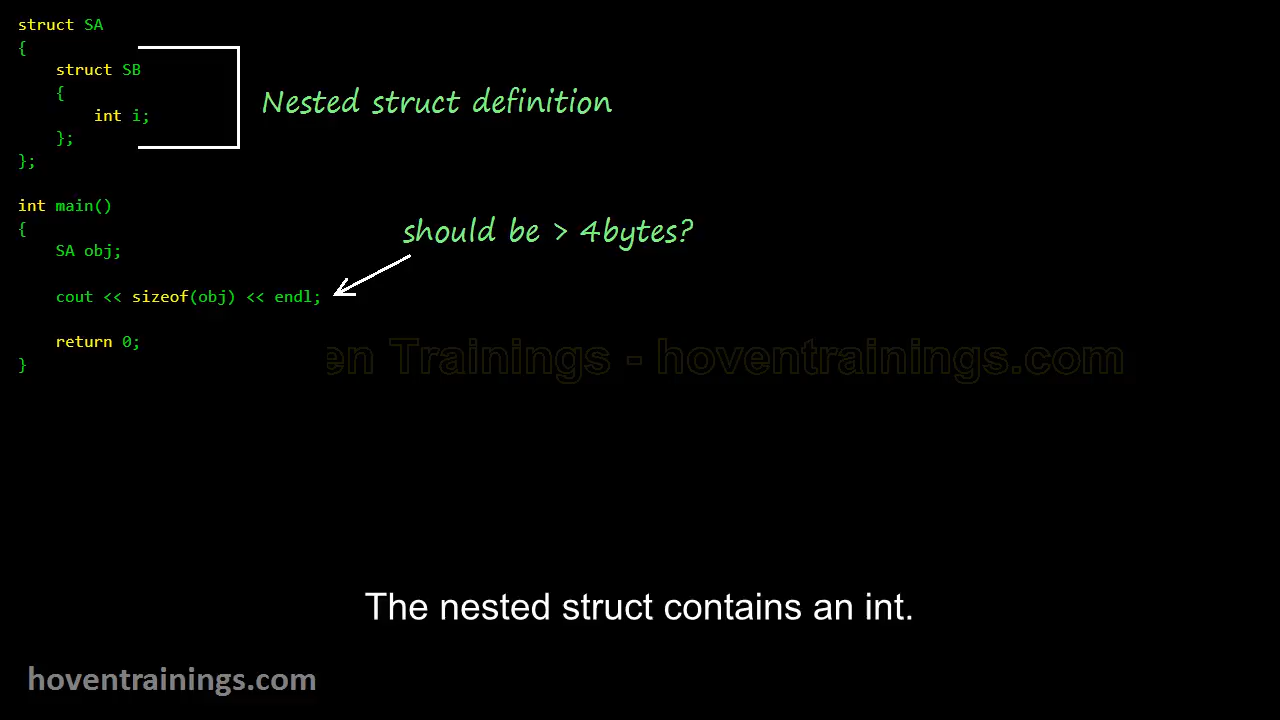 struct SA
{
struct SB
{
int i;
};
};
Nested struct definition
int main()
{
SA obj;
should be > 4bytes?
cout << sizeof(obj) << endl;
return 0;
}
en Trainings - hoventrainings.com
The nested struct contains an int.
hoventrainings.com